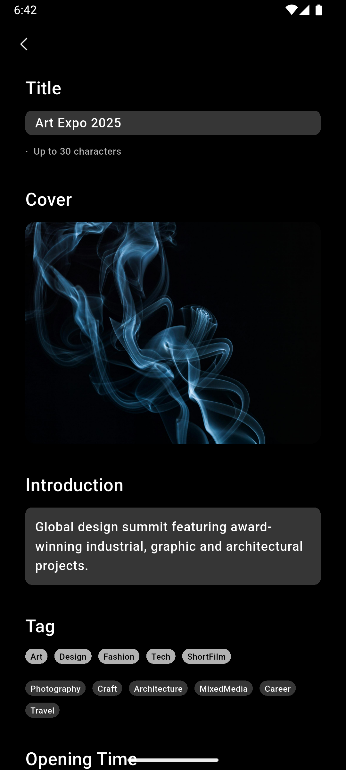 6:42
Title
Art Expo 2025
· Up to 30 characters
Cover
Introduction
Global design summit featuring award-
winning industrial, graphic and architectural
projects.
Tag
Art Design Fashion Tech ShortFilm
Photography Craft Architecture MixedMedia Career
Travel
Opening Time